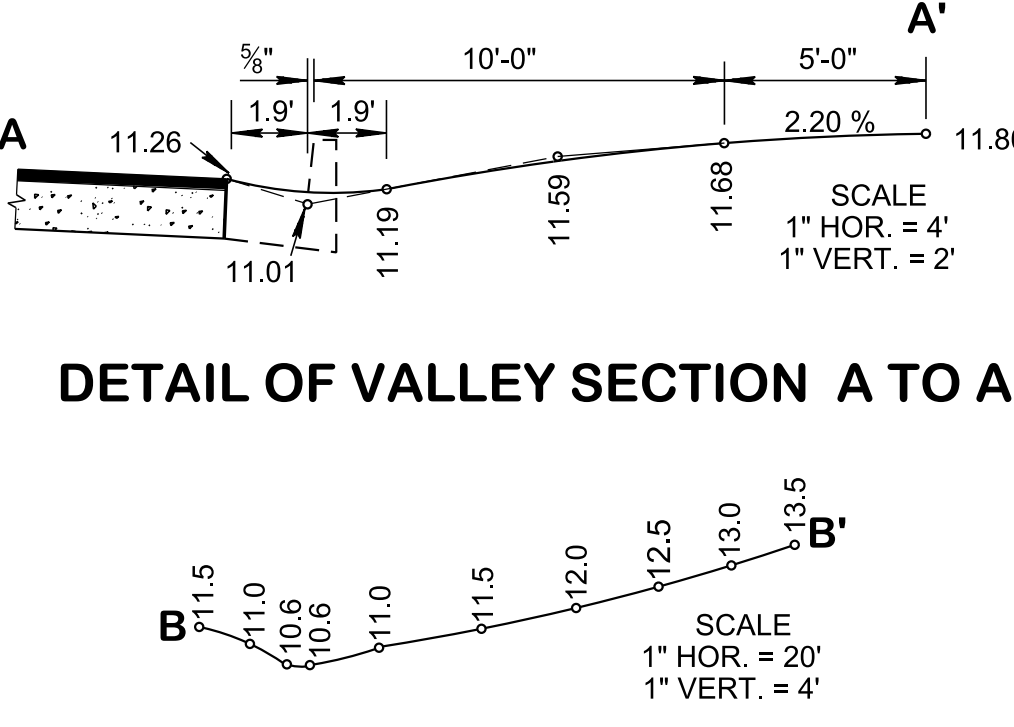 A'
5/8"
10'-0"
5'-0"
1.9'
1.9'
A
11.26
2.20 %
11.01
11.19
11.59
11.68
SCALE
1" HOR. = 4'
1" VERT. = 2'
DETAIL OF VALLEY SECTION A TO A
B
11.5
11.0
10.6
10.6
11.0
11.5
12.0
12.5
13.0
13.5
B'
SCALE
1" HOR. = 20'
1" VERT. = 4'